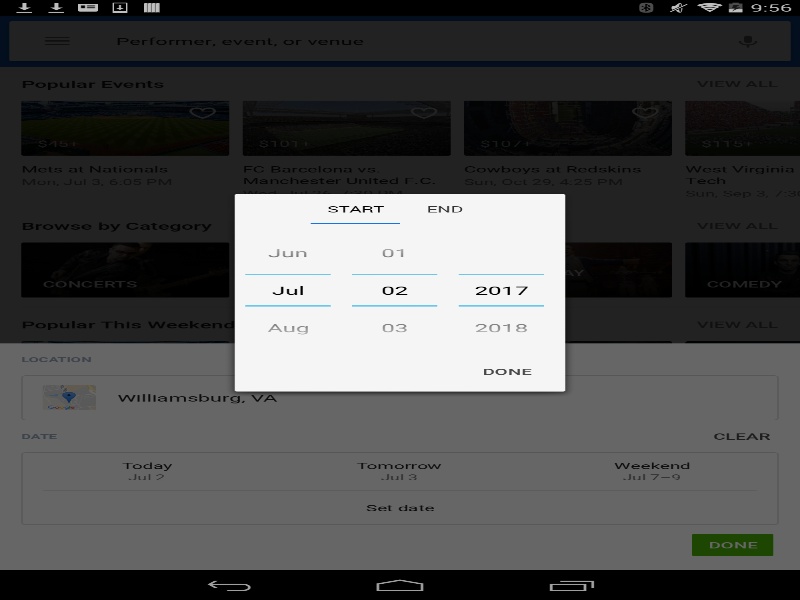 9:56
Performer, event, or venue
Popular Events
VIEW ALL
$45+
$101+
$107+
$115+
Mets at Nationals
Mon, Jul 3, 6:05 PM
FC Barcelona vs.
Manchester United F.C.
Cowboys at Redskins
Sun, Oct 29, 4:25 PM
West Virginia
Tech
Sun, Sep 3, 7:3
Browse by Category
VIEW ALL
CONCERTS
COMEDY
Popular This Weekend
VIEW ALL
START
END
Jun
01
Jul
02
2017
Aug
03
2018
DONE
LOCATION
Williamsburg, VA
DATE
CLEAR
Today
Jul 2
Tomorrow
Jul 3
Weekend
Jul 7–9
Set date
DONE